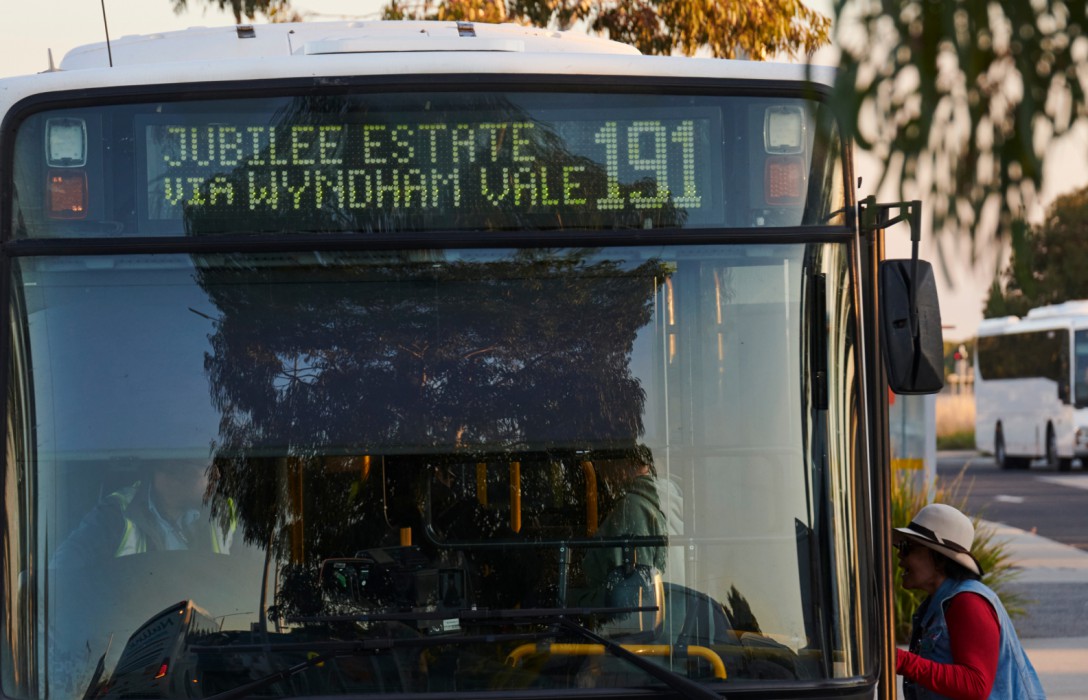 JUBILEE ESTATE
VIA WYNDHAM VALE
191